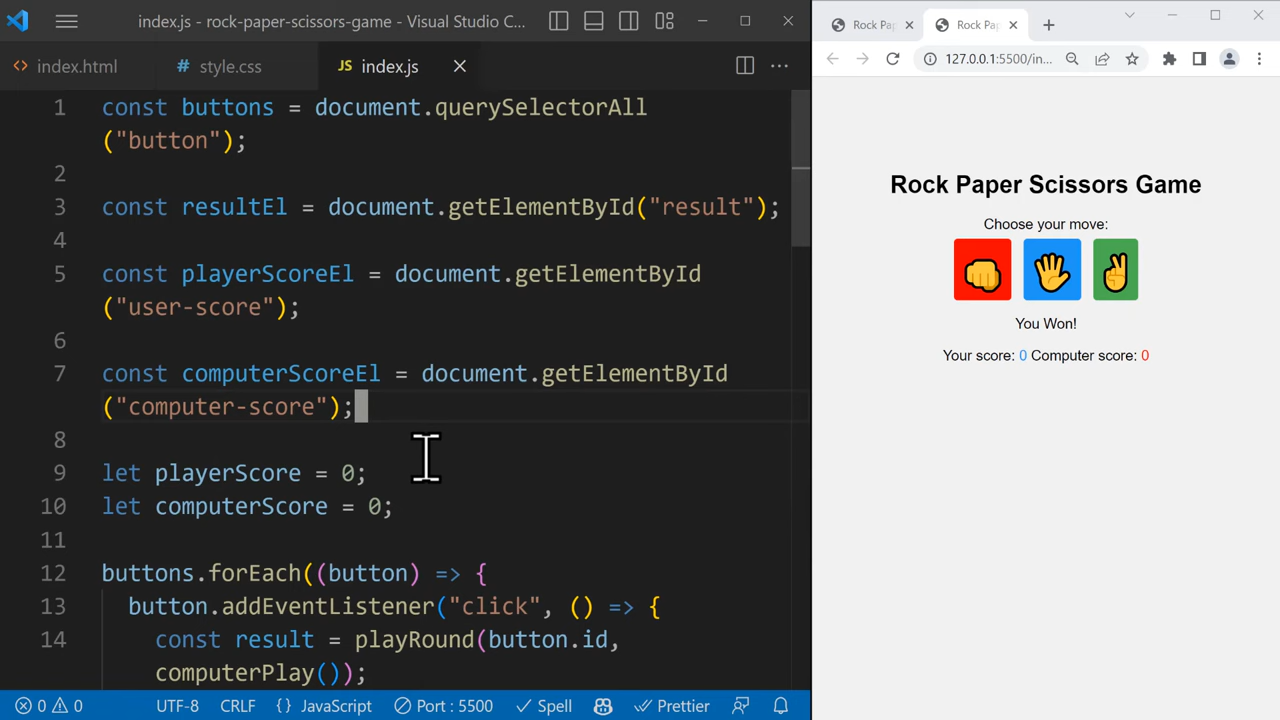 index.js - rock-paper-scissors-game - Visual Studio C...
index.html
style.css
JS index.js
1 const buttons = document.querySelectorAll
("button");
2
3 const resultEl = document.getElementById("result");
4
5 const playerScoreEl = document.getElementById
("user-score");
6
7 const computerScoreEl = document.getElementById
("computer-score");
8
9 let playerScore = 0;
10 let computerScore = 0;
11
12 buttons.forEach((button) => {
13 button.addEventListener("click", () => {
14 const result = playRound(button.id,
computerPlay());
0 0 UTF-8 CRLF {} JavaScript Port : 5500 Spell Prettier
Rock Pap
Rock Pap
127.0.0.1:5500/in...
Rock Paper Scissors Game
Choose your move:
You Won!
Your score: 0 Computer score: 0